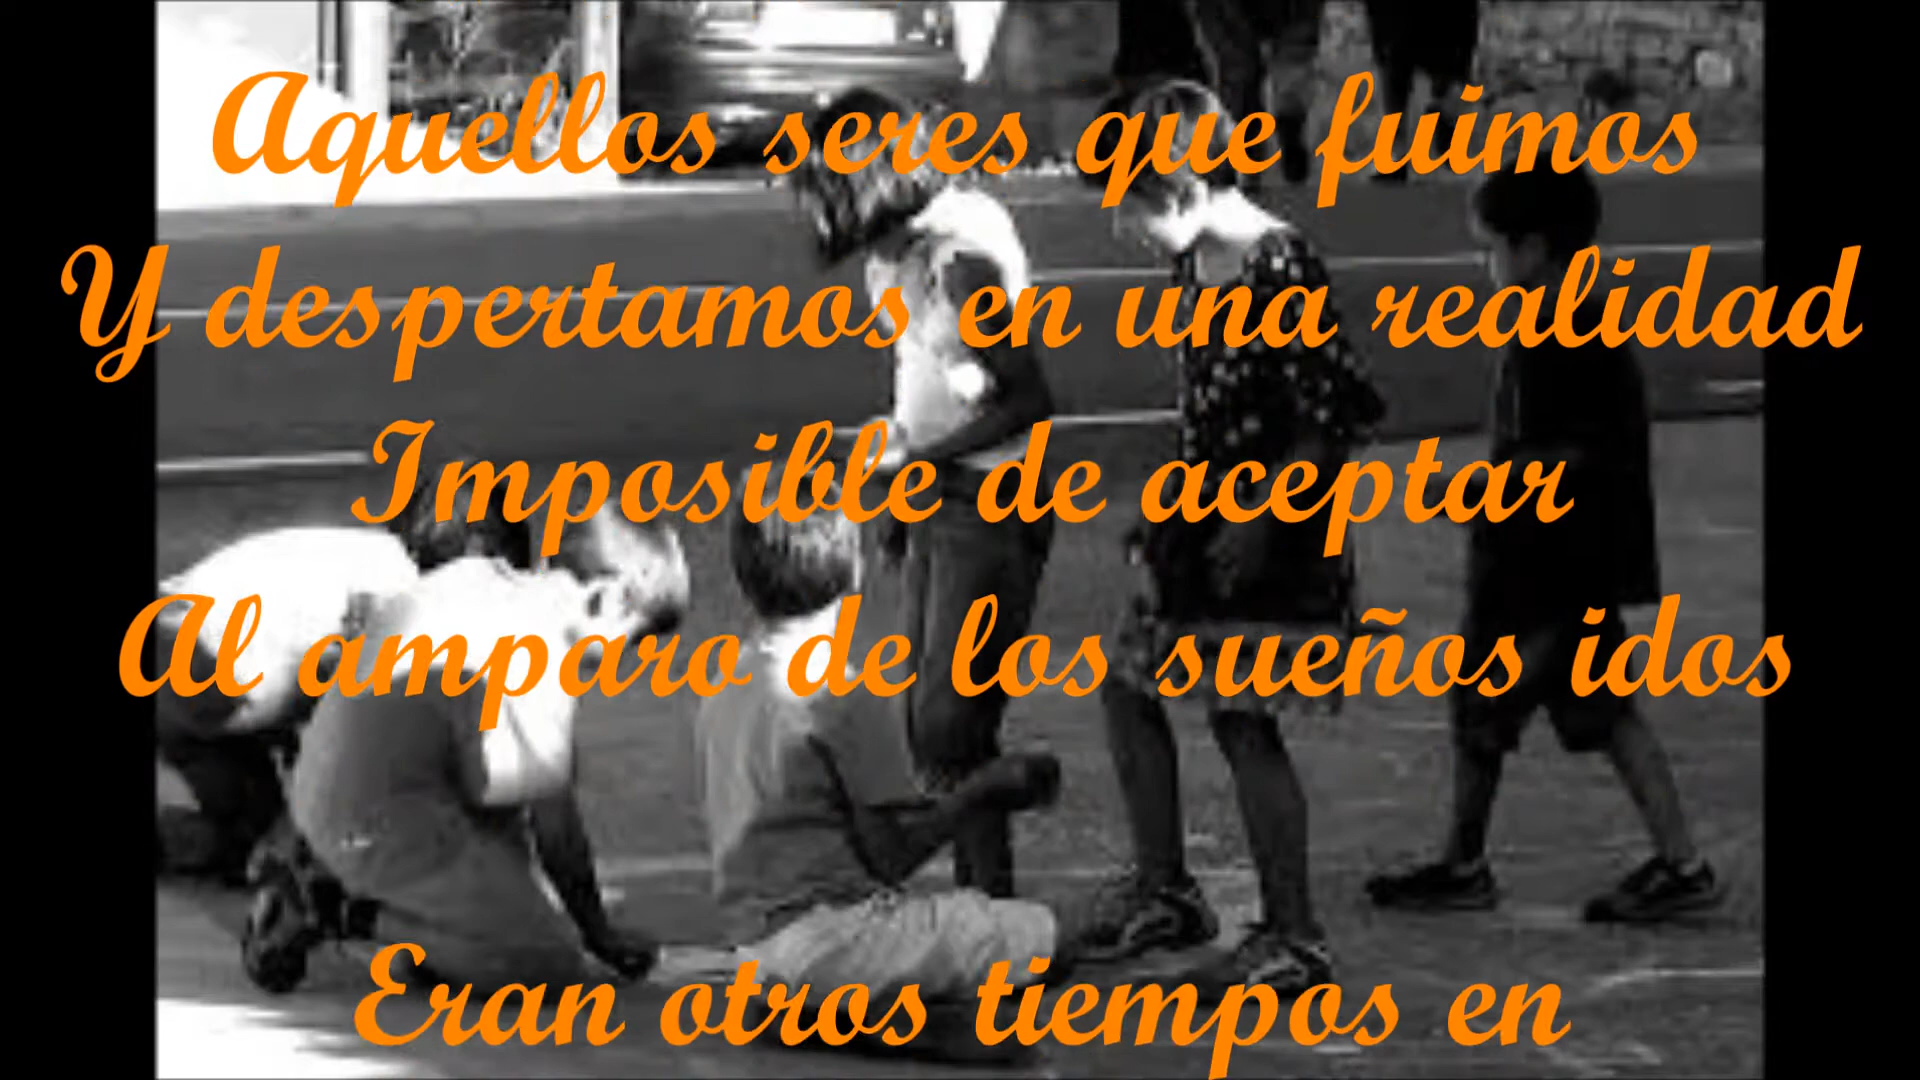 Aquellos seres que fuimos
Y despertamos en una realidad
Imposible de aceptar
Al amparo de los sueños idos
Eran otros tiempos en